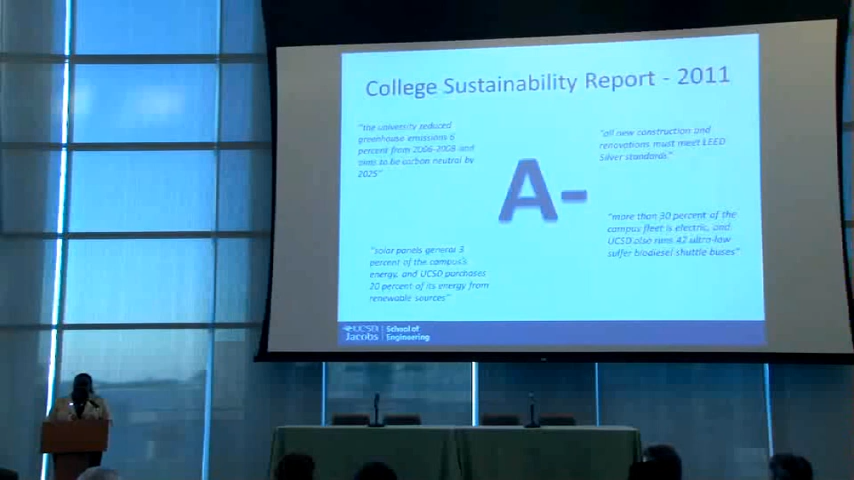 College Sustainability Report - 2011
"the university reduced
greenhouse emissions 6
percent from 2006-2008 and
aims to be carbon neutral by
2025"
"all new construction and
renovations must meet LEED
Silver standards."
A-
"more than 30 percent of the
campus fleet is electric, and
UCSD also runs 47 ultra-low
sulfer biodiesel shuttle buses"
"solar panels general 3
percent of the campus's
energy, and UCSD purchases
20 percent of its energy from
renewable sources"
UCSD
Jacobs
School of
Engineering